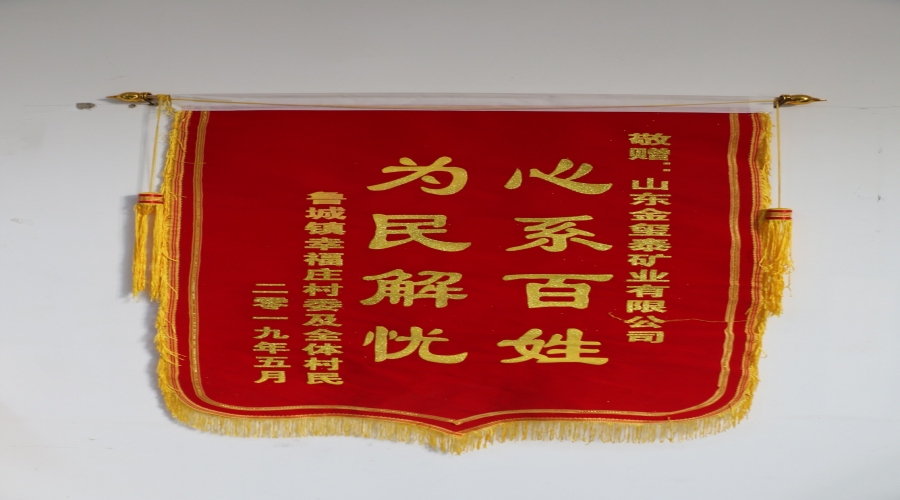 敬赠：山东金玺泰矿业有限公司
心系百姓
为民解忧
鲁城镇幸福庄村委及全体村民
二零一九年五月